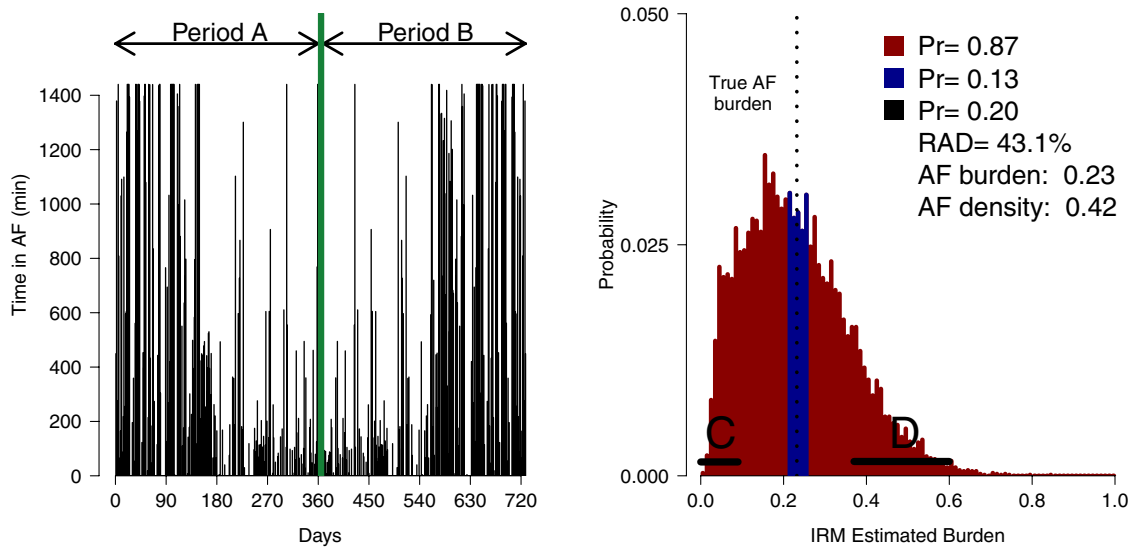 Period A
Period B
Time in AF (min)
1400
1200
1000
800
600
400
200
0
0 90 180 270 360 450 540 630 720
Days
0.050
0.025
0.000
Probability
True AF
burden
Pr= 0.87
Pr= 0.13
Pr= 0.20
RAD= 43.1%
AF burden: 0.23
AF density: 0.42
C
D
0.0 0.2 0.4 0.6 0.8 1.0
IRM Estimated Burden